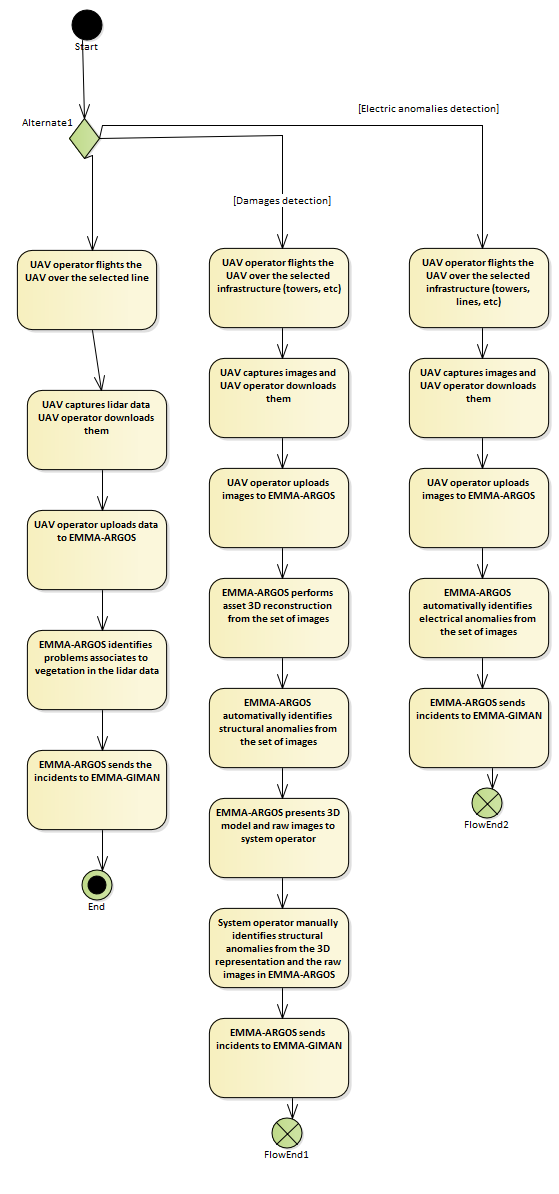 Start
Alternate1
[Electric anomalies detection]
[Damages detection]
UAV operator flights the
UAV over the selected line
UAV captures lidar data
UAV operator downloads
them
UAV operator uploads data
to EMMA-ARGOS
EMMA-ARGOS identifies
problems associates to
vegetation in the lidar data
EMMA-ARGOS sends the
incidents to EMMA-GIMAN
End
UAV operator flights the
UAV over the selected
infrastructure (towers, etc)
UAV captures images and
UAV operator downloads
them
UAV operator uploads
images to EMMA-ARGOS
EMMA-ARGOS performs
asset 3D reconstruction
from the set of images
EMMA-ARGOS
automativally identifies
structural anomalies from
the set of images
EMMA-ARGOS presents 3D
model and raw images to
system operator
System operator manually
identifies structural
anomalies from the 3D
representation and the raw
images in EMMA-ARGOS
EMMA-ARGOS sends
incidents to EMMA-GIMAN
FlowEnd1
UAV operator flights the
UAV over the selected
infrastructure (towers,
lines, etc)
UAV captures images and
UAV operator downloads
them
UAV operator uploads
images to EMMA-ARGOS
EMMA-ARGOS
automativally identifies
electrical anomalies from
the set of images
EMMA-ARGOS sends
incidents to EMMA-GIMAN
FlowEnd2